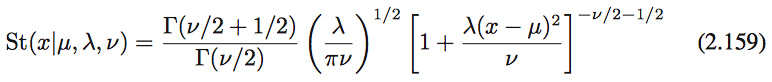 St(x|μ, λ, ν) = Γ(ν/2 + 1/2) / Γ(ν/2) (λ / πν)^{1/2} [1 + λ(x − μ)² / ν]^{−ν/2−1/2} (2.159)